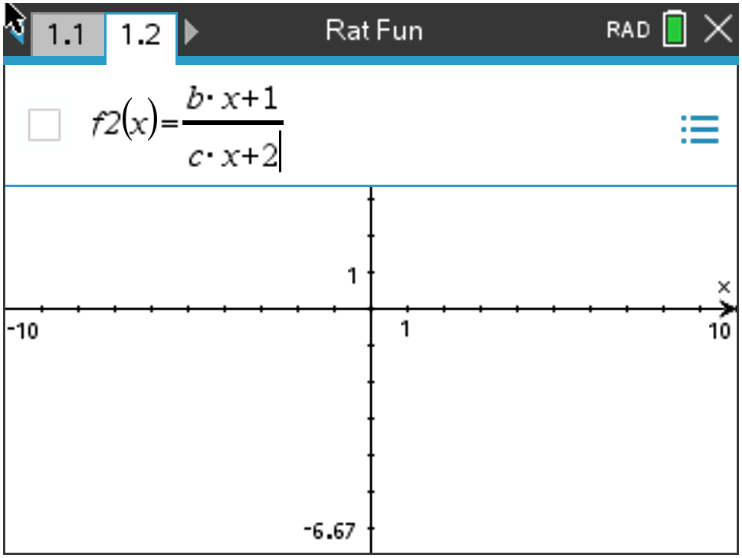 1.1 1.2 Rat Fun RAD
f2(x)=
b· x+1
c· x+2
1
x
-10 1 10
-6.67